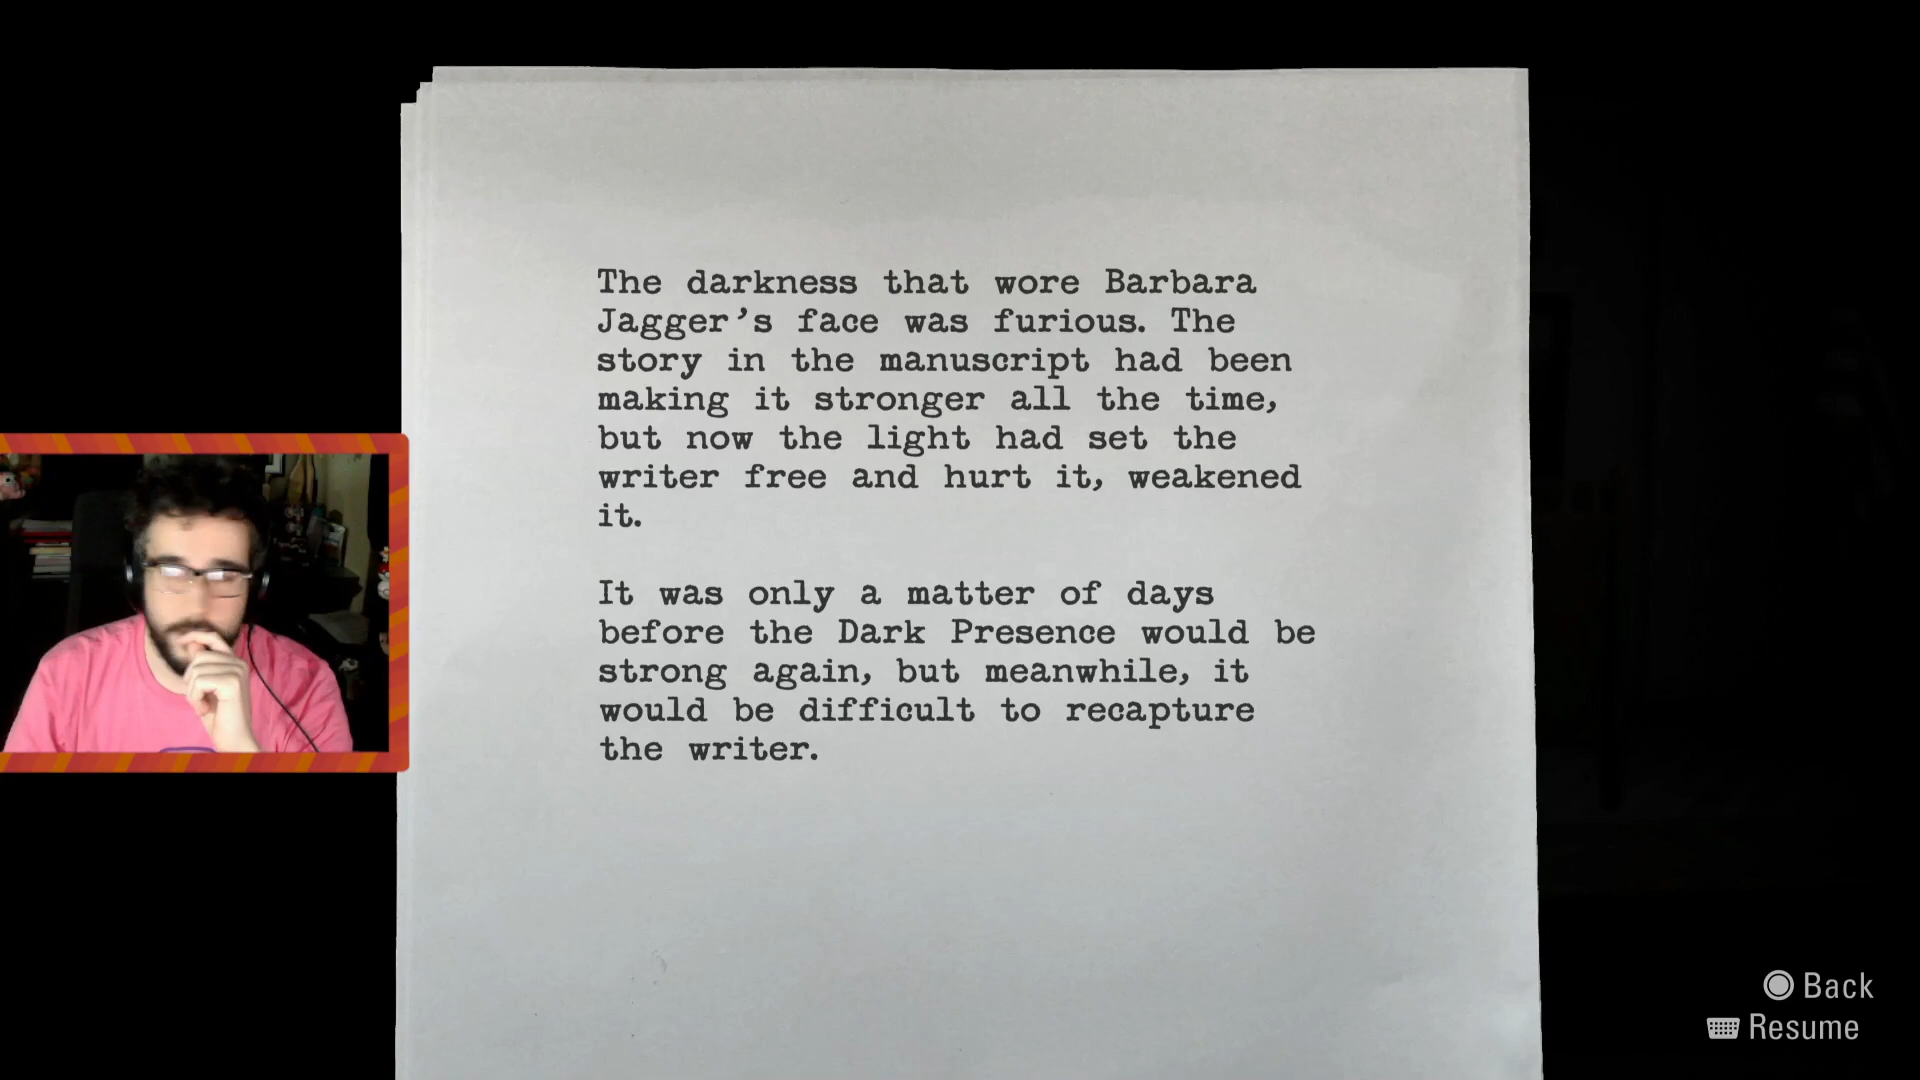 The darkness that wore Barbara
Jagger's face was furious. The
story in the manuscript had been
making it stronger all the time,
but now the light had set the
writer free and hurt it, weakened
it.
It was only a matter of days
before the Dark Presence would be
strong again, but meanwhile, it
would be difficult to recapture
the writer.
Back
Resume